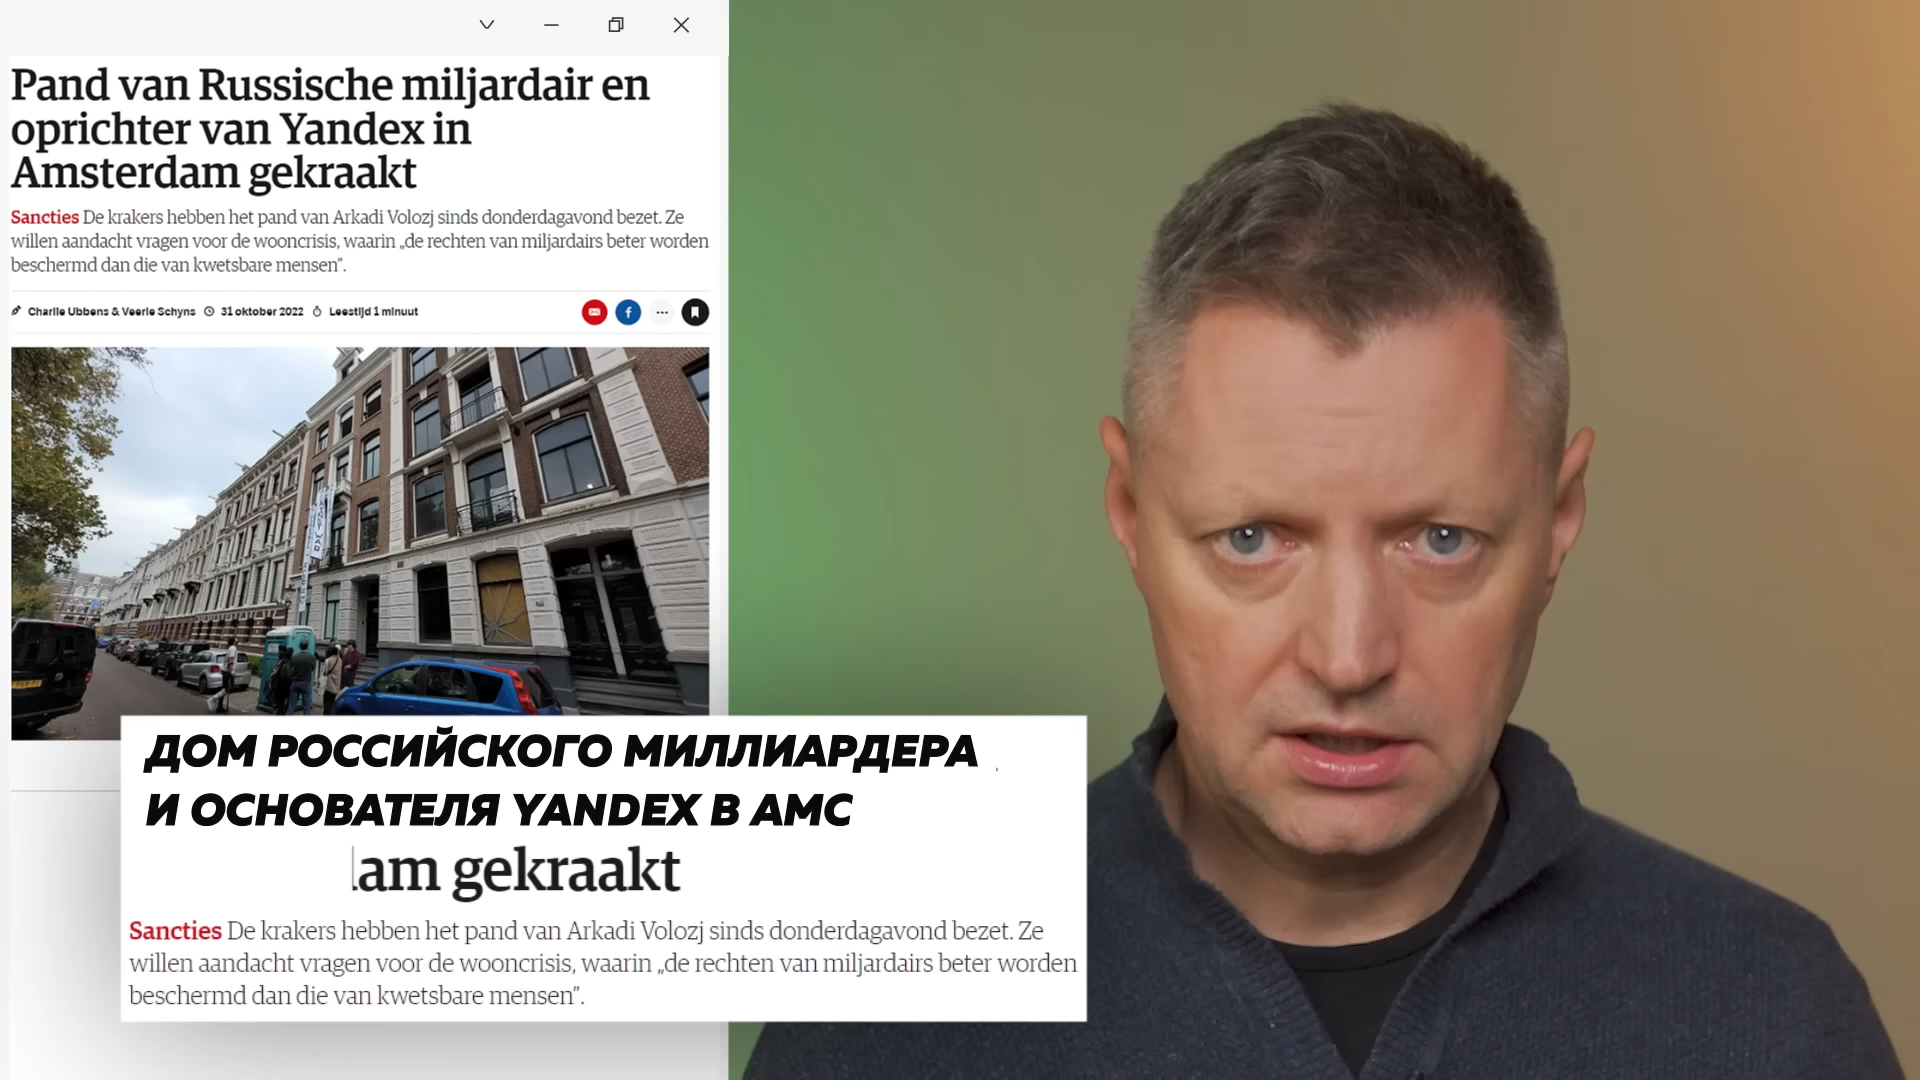 Pand van Russische miljardair en
oprichter van Yandex in
Amsterdam gekraakt
Sancties De krakers hebben het pand van Arkadi Volozj sinds donderdagavond bezet. Ze
willen aandacht vragen voor de wooncrisis, waarin „de rechten van miljardairs beter worden
beschermd dan die van kwetsbare mensen”.
Charlie Ubbens & Veerle Schyns 31 oktober 2022 Leestijd 1 minuut
ДОМ РОССИЙСКОГО МИЛЛИАРДЕРА
И ОСНОВАТЕЛЯ YANDEX В АМС
am gekraakt
Sancties De krakers hebben het pand van Arkadi Volozj sinds donderdagavond bezet. Ze
willen aandacht vragen voor de wooncrisis, waarin „de rechten van miljardairs beter worden
beschermd dan die van kwetsbare mensen”.